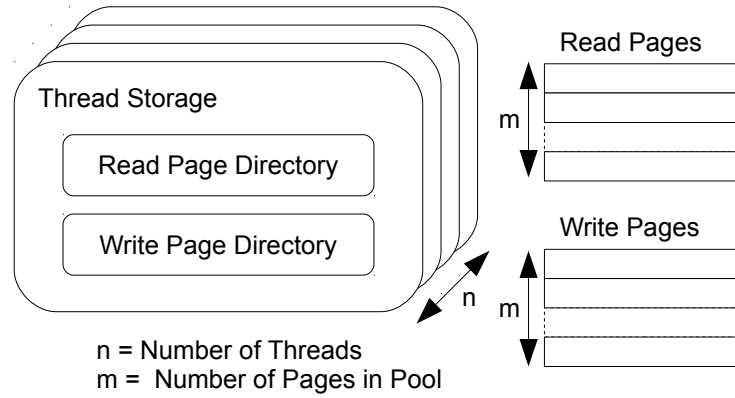 Thread Storage
Read Page Directory
Write Page Directory
n
n = Number of Threads
m = Number of Pages in Pool
Read Pages
m
Write Pages
m